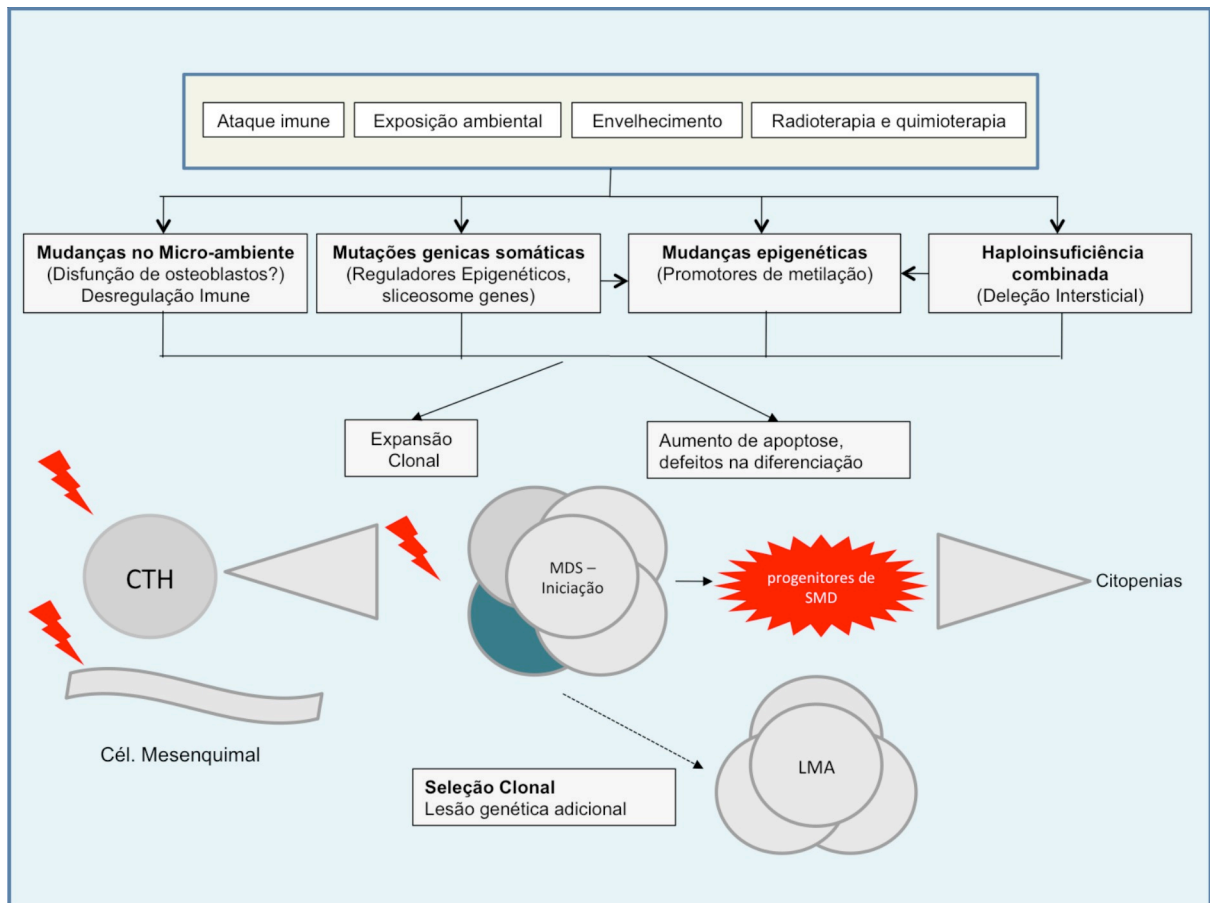 Ataque imune
Exposição ambiental
Envelhecimento
Radioterapia e quimioterapia
Mudanças no Micro-ambiente
(Disfunção de osteoblastos?)
Desregulação Imune
Mutações genicas somáticas
(Reguladores Epigenéticos,
sliceosome genes)
Mudanças epigenéticas
(Promotores de metilação)
Haploinsuficiência
combinada
(Deleção Intersticial)
Expansão
Clonal
Aumento de apoptose,
defeitos na diferenciação
CTH
MDS –
Iniciação
progenitores de
SMD
Citopenias
Cél. Mesenquimal
Seleção Clonal
Lesão genética adicional
LMA